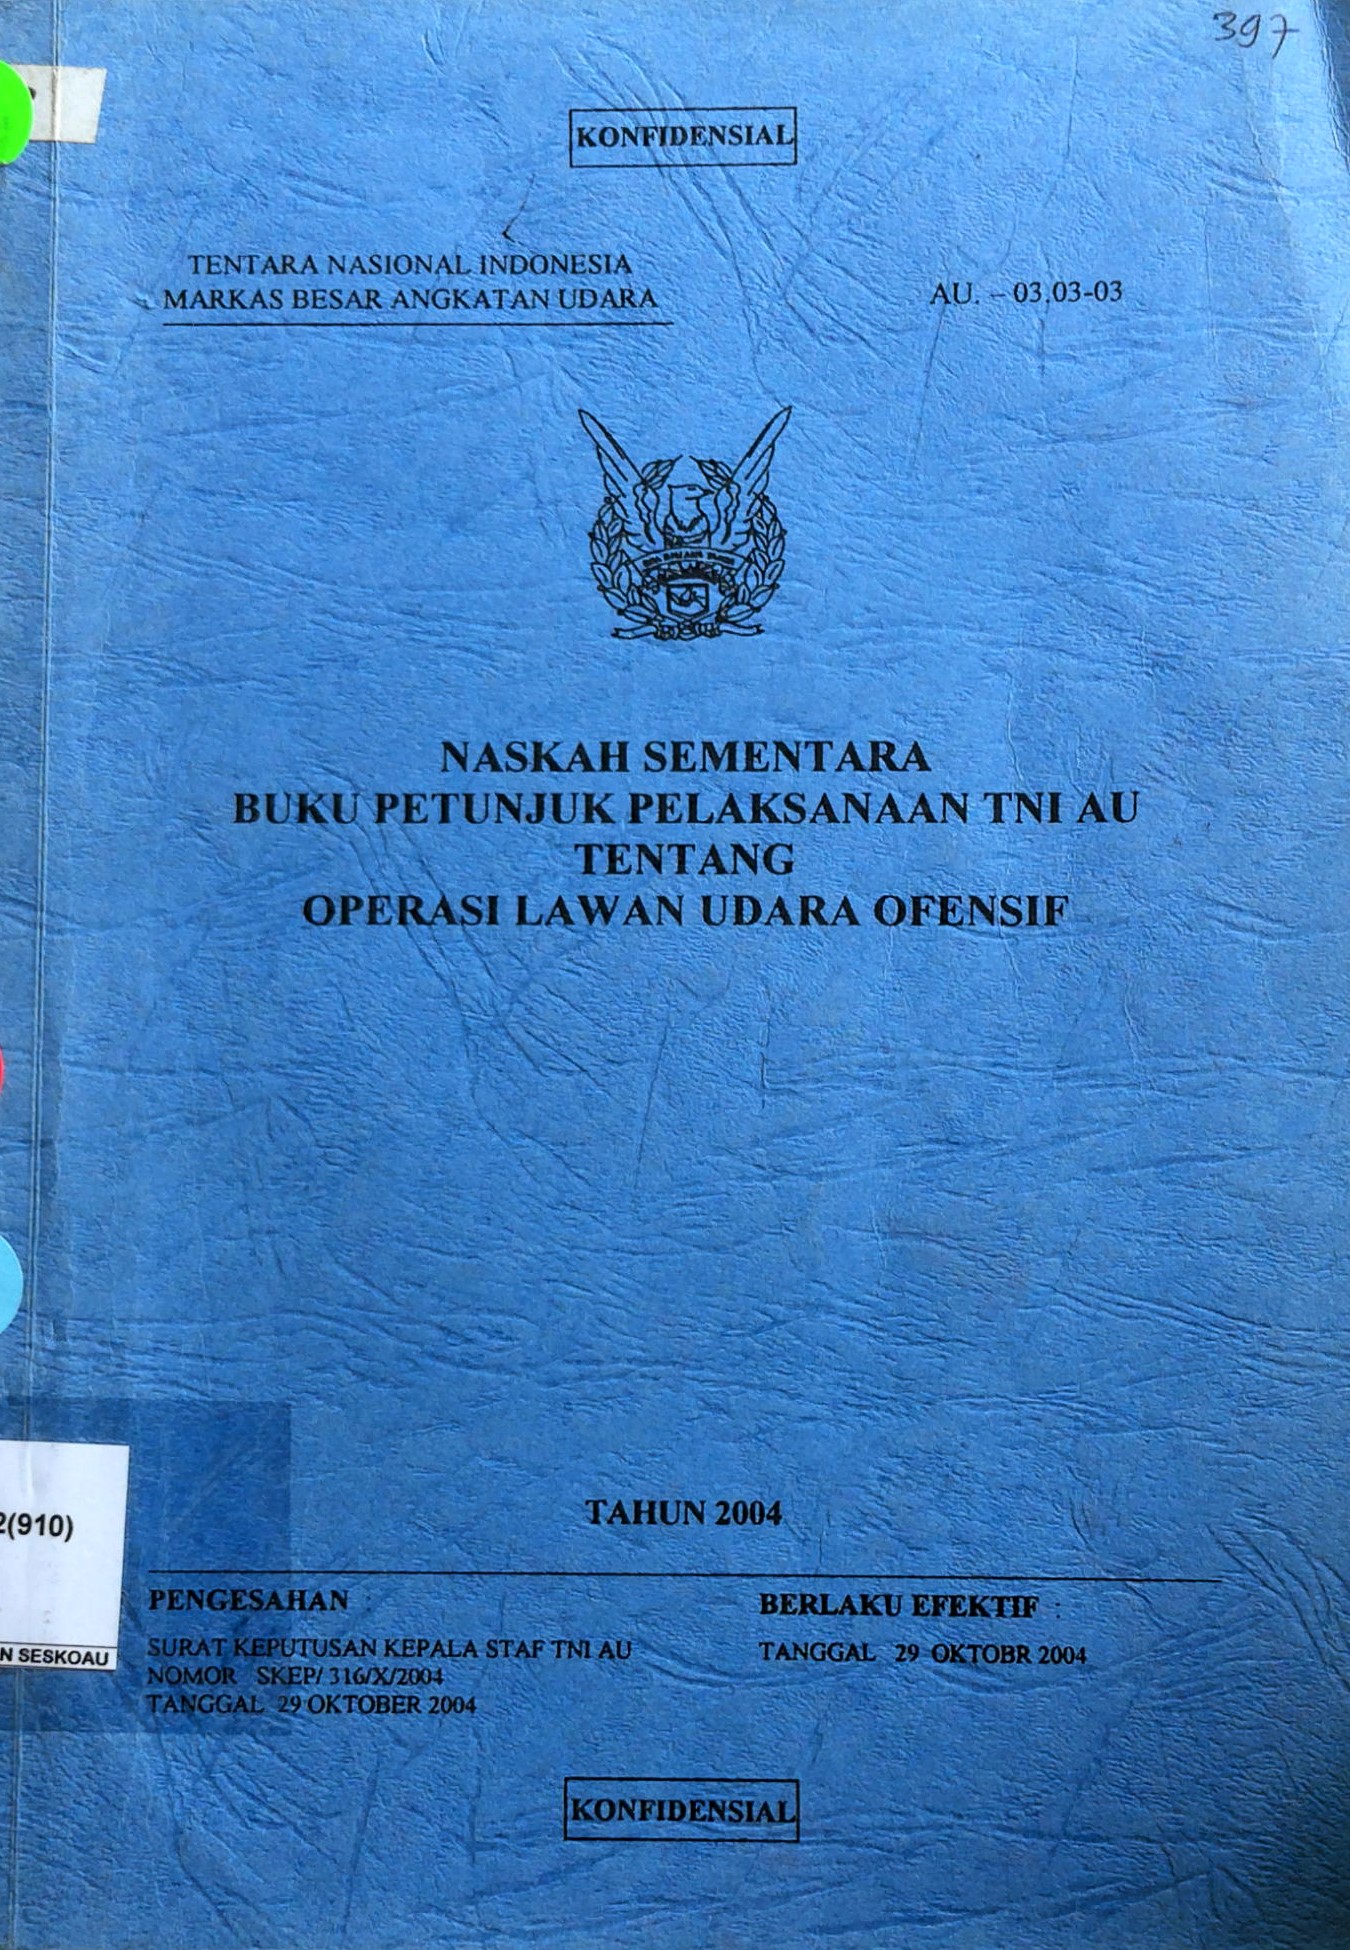 397
KONFIDENSIAL
TENTARA NASIONAL INDONESIA
MARKAS BESAR ANGKATAN UDARA
AU. – 03.03-03
NASKAH SEMENTARA
BUKU PETUNJUK PELAKSANAAN TNI AU
TENTANG
OPERASI LAWAN UDARA OFENSIF
TAHUN 2004
2(910)
N SESKOAU
PENGESAHAN :
SURAT KEPUTUSAN KEPALA STAF TNI AU
NOMOR SKEP/ 316/X/2004
TANGGAL 29 OKTOBER 2004
BERLAKU EFEKTIF :
TANGGAL 29 OKTOBR 2004
KONFIDENSIAL